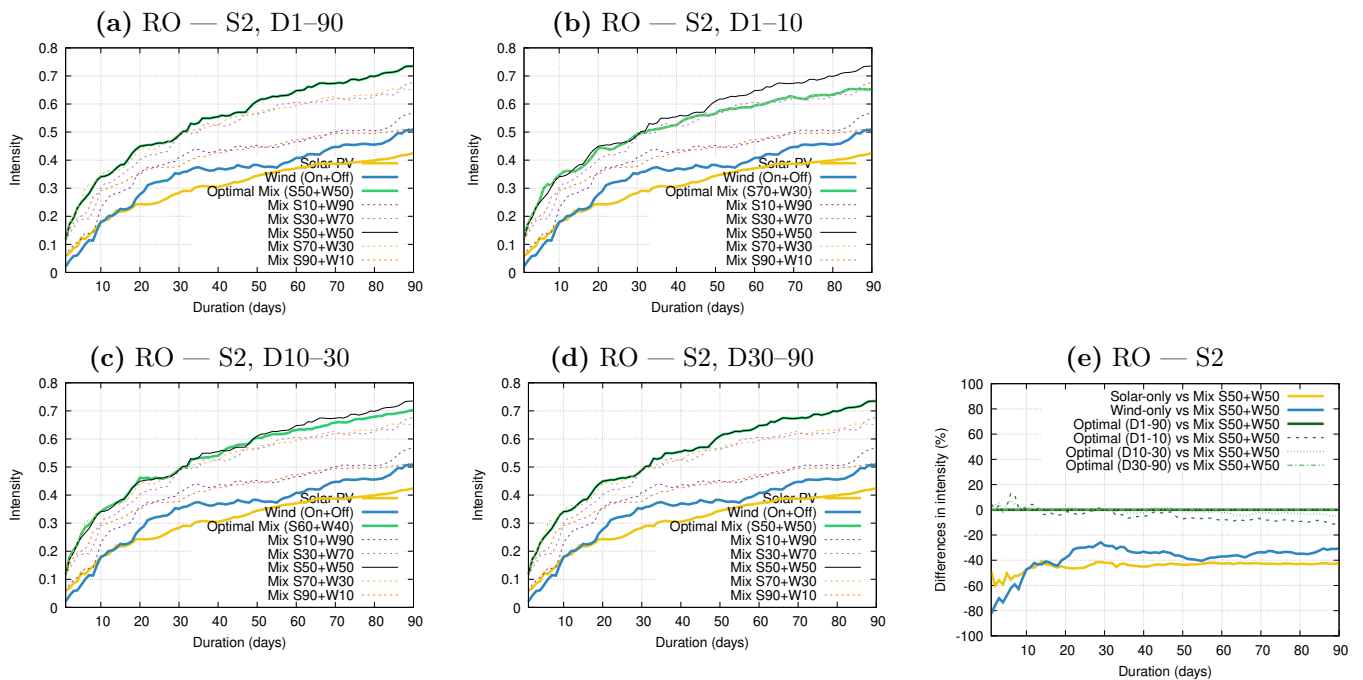 (a) RO — S2, D1–90
0.8
0.7
0.6
0.5
0.4
0.3
0.2
0.1
0
Intensity
10 20 30 40 50 60 70 80 90
Duration (days)
Solar PV
Wind (On+Off)
Optimal Mix (S50+W50)
Mix S10+W90
Mix S30+W70
Mix S50+W50
Mix S70+W30
Mix S90+W10
(b) RO — S2, D1–10
0.8
0.7
0.6
0.5
0.4
0.3
0.2
0.1
0
Intensity
10 20 30 40 50 60 70 80 90
Duration (days)
Solar PV
Wind (On+Off)
Optimal Mix (S70+W30)
Mix S10+W90
Mix S30+W70
Mix S50+W50
Mix S70+W30
Mix S90+W10
(c) RO — S2, D10–30
0.8
0.7
0.6
0.5
0.4
0.3
0.2
0.1
0
Intensity
10 20 30 40 50 60 70 80 90
Duration (days)
Solar PV
Wind (On+Off)
Optimal Mix (S60+W40)
Mix S10+W90
Mix S30+W70
Mix S50+W50
Mix S70+W30
Mix S90+W10
(d) RO — S2, D30–90
0.8
0.7
0.6
0.5
0.4
0.3
0.2
0.1
0
Intensity
10 20 30 40 50 60 70 80 90
Duration (days)
Solar PV
Wind (On+Off)
Optimal Mix (S50+W50)
Mix S10+W90
Mix S30+W70
Mix S50+W50
Mix S70+W30
Mix S90+W10
(e) RO — S2
100
80
60
40
20
0
-20
-40
-60
-80
-100
Differences in intensity (%)
10 20 30 40 50 60 70 80 90
Duration (days)
Solar-only vs Mix S50+W50
Wind-only vs Mix S50+W50
Optimal (D1-90) vs Mix S50+W50
Optimal (D1-10) vs Mix S50+W50
Optimal (D10-30) vs Mix S50+W50
Optimal (D30-90) vs Mix S50+W50